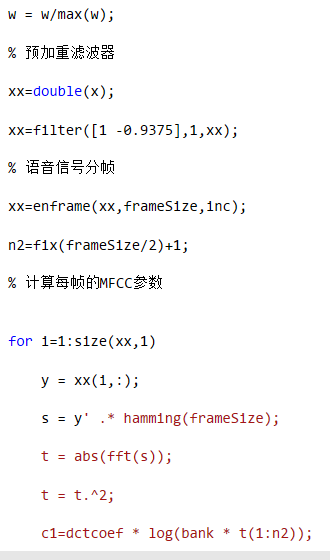 w = w/max(w);
% 预加重滤波器
xx=double(x);
xx=filter([1 -0.9375],1,xx);
% 语音信号分帧
xx=enframe(xx,frameSize,inc);
n2=fix(frameSize/2)+1;
% 计算每帧的MFCC参数
for i=1:size(xx,1)
y = xx(i,:);
s = y' .* hamming(frameSize);
t = abs(fft(s));
t = t.^2;
c1=dctcoef * log(bank * t(1:n2));